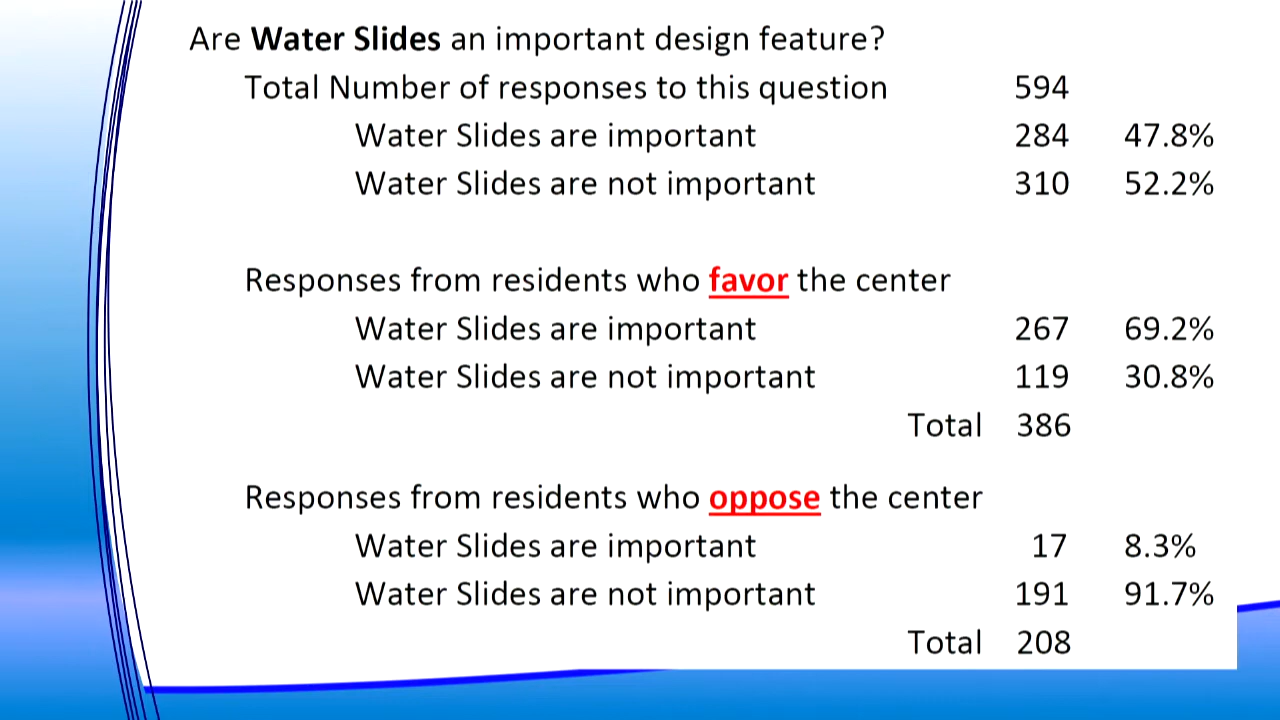 Are Water Slides an important design feature?
Total Number of responses to this question 594
Water Slides are important 284 47.8%
Water Slides are not important 310 52.2%
Responses from residents who favor the center
Water Slides are important 267 69.2%
Water Slides are not important 119 30.8%
Total 386
Responses from residents who oppose the center
Water Slides are important 17 8.3%
Water Slides are not important 191 91.7%
Total 208